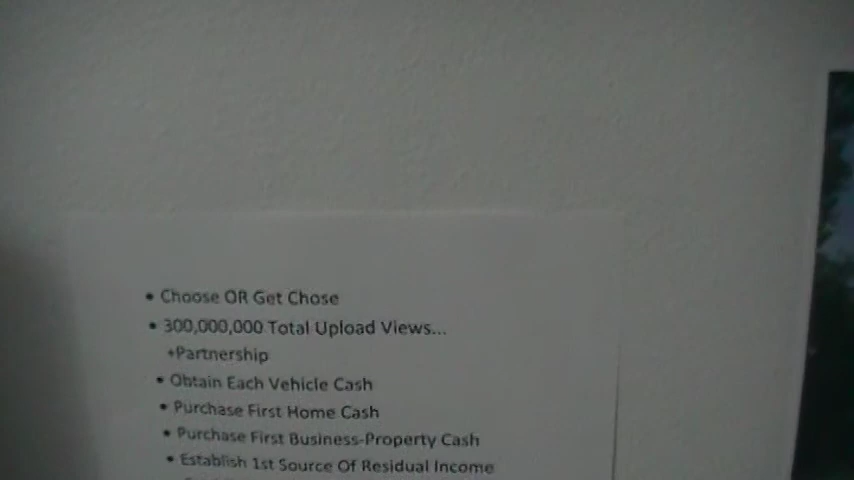 • Choose OR Get Chose
• 300,000,000 Total Upload Views...
+Partnership
• Obtain Each Vehicle Cash
• Purchase First Home Cash
• Purchase First Business-Property Cash
• Establish 1st Source Of Residual Income